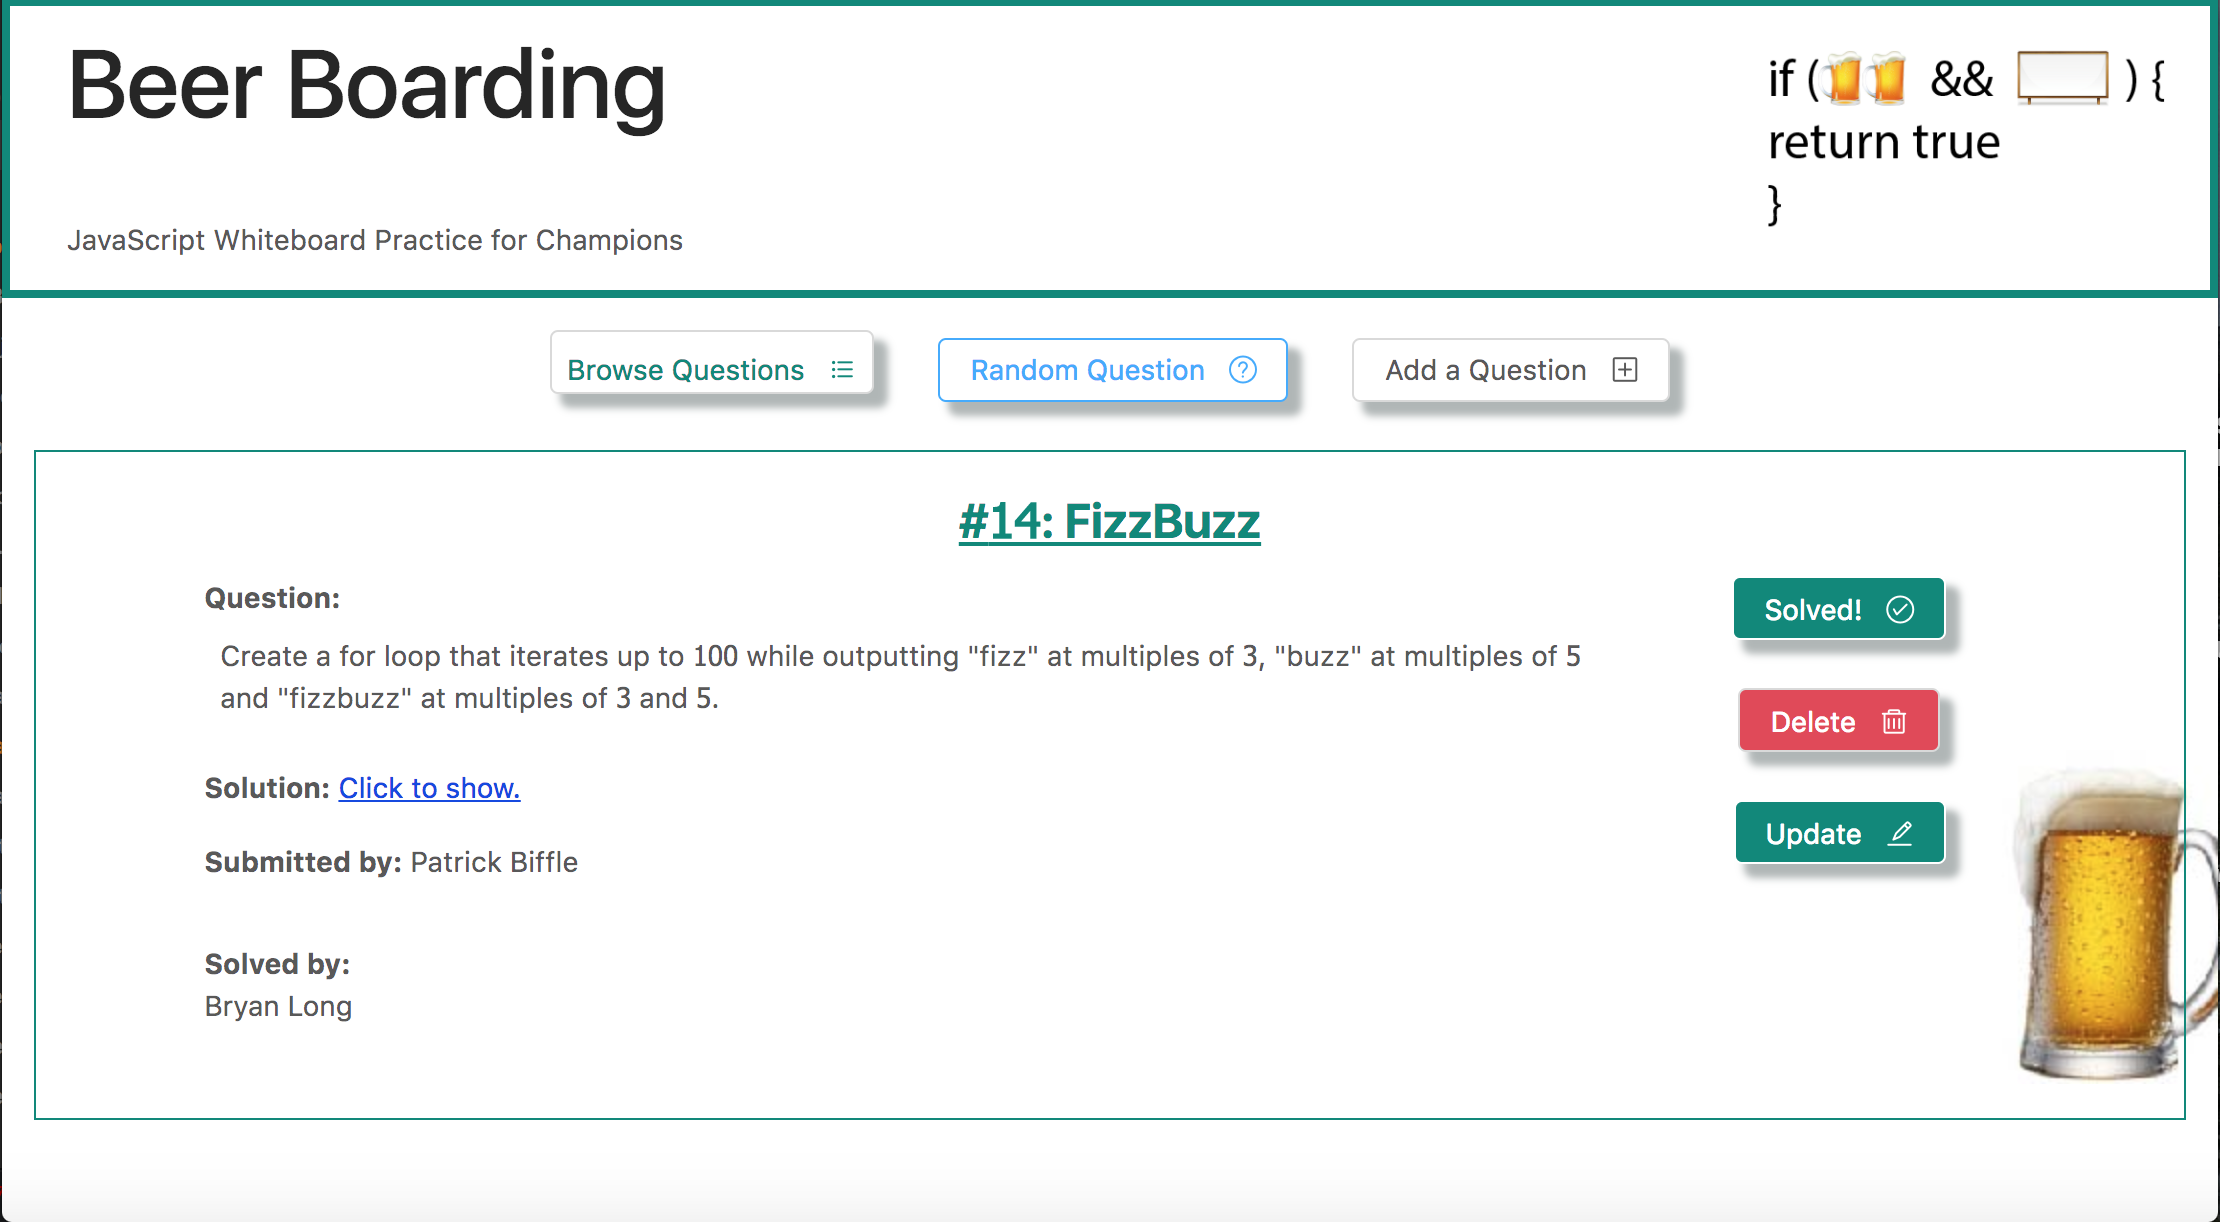 Beer Boarding
JavaScript Whiteboard Practice for Champions
if ( && ) {
return true
}
Browse Questions
Random Question
Add a Question
#14: FizzBuzz
Question:
Create a for loop that iterates up to 100 while outputting "fizz" at multiples of 3, "buzz" at multiples of 5
and "fizzbuzz" at multiples of 3 and 5.
Solution: Click to show.
Submitted by: Patrick Biffle
Solved by:
Bryan Long
Solved!
Delete
Update